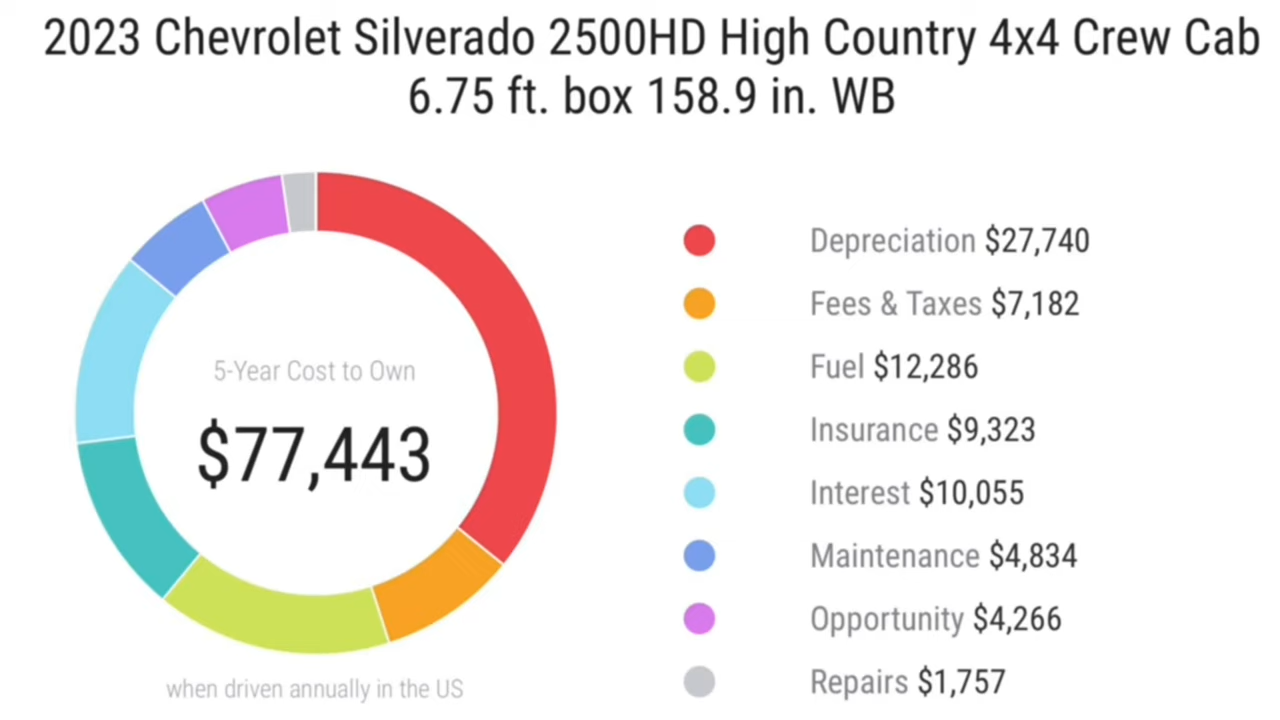 2023 Chevrolet Silverado 2500HD High Country 4x4 Crew Cab
6.75 ft. box 158.9 in. WB
5-Year Cost to Own
$77,443
when driven annually in the US
Depreciation $27,740
Fees & Taxes $7,182
Fuel $12,286
Insurance $9,323
Interest $10,055
Maintenance $4,834
Opportunity $4,266
Repairs $1,757